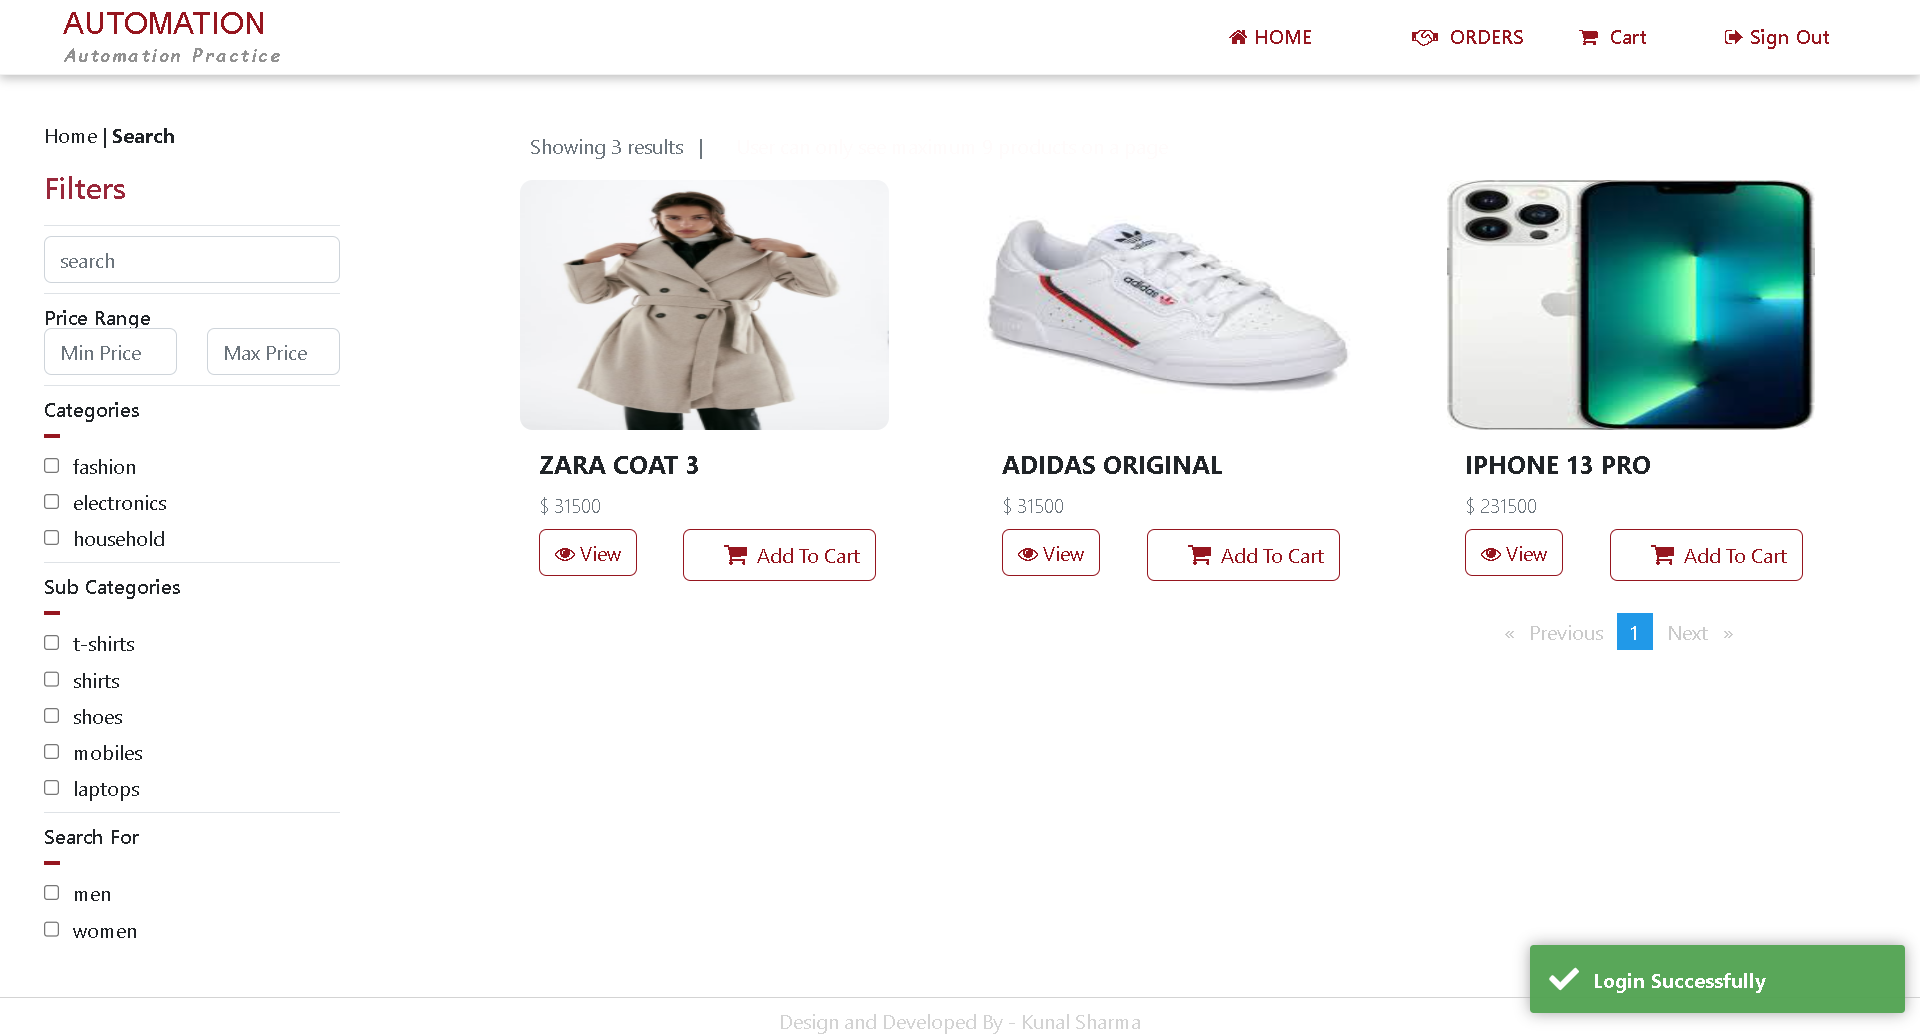 AUTOMATION
Automation Practice
HOME
ORDERS
Cart
Sign Out
Home | Search
Filters
search
Price Range
Min Price
Max Price
Categories
fashion
electronics
household
Sub Categories
t-shirts
shirts
shoes
mobiles
laptops
Search For
men
women
Showing 3 results |
adidas
adidas
ZARA COAT 3
$ 31500
View
Add To Cart
ADIDAS ORIGINAL
$ 31500
View
Add To Cart
IPHONE 13 PRO
$ 231500
View
Add To Cart
« Previous 1 Next »
Login Successfully
Design and Developed By - Kunal Sharma